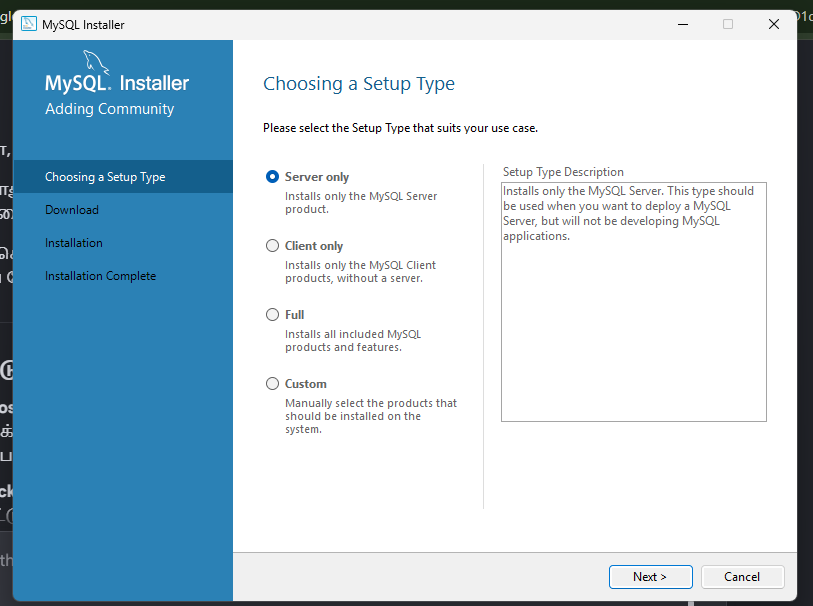 MySQL Installer
MySQL. Installer
Adding Community
Choosing a Setup Type
Download
Installation
Installation Complete
Choosing a Setup Type
Please select the Setup Type that suits your use case.
Server only
Installs only the MySQL Server
product.
Client only
Installs only the MySQL Client
products, without a server.
Full
Installs all included MySQL
products and features.
Custom
Manually select the products that
should be installed on the
system.
Setup Type Description
Installs only the MySQL Server. This type should
be used when you want to deploy a MySQL
Server, but will not be developing MySQL
applications.
Next >
Cancel